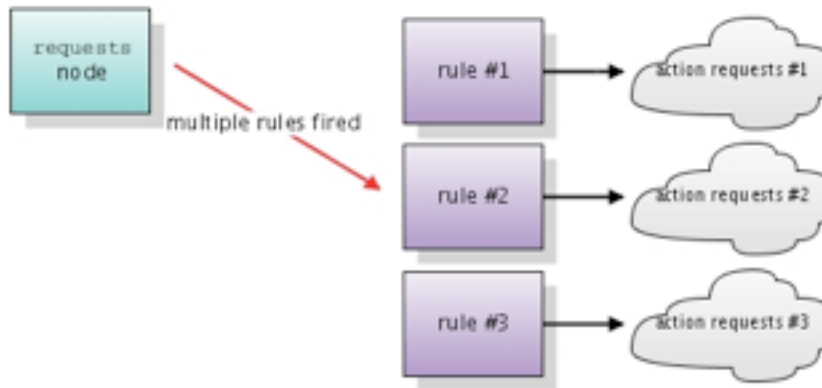 requests
node
multiple rules fired
rule #1
action requests #1
rule #2
action requests #2
rule #3
action requests #3